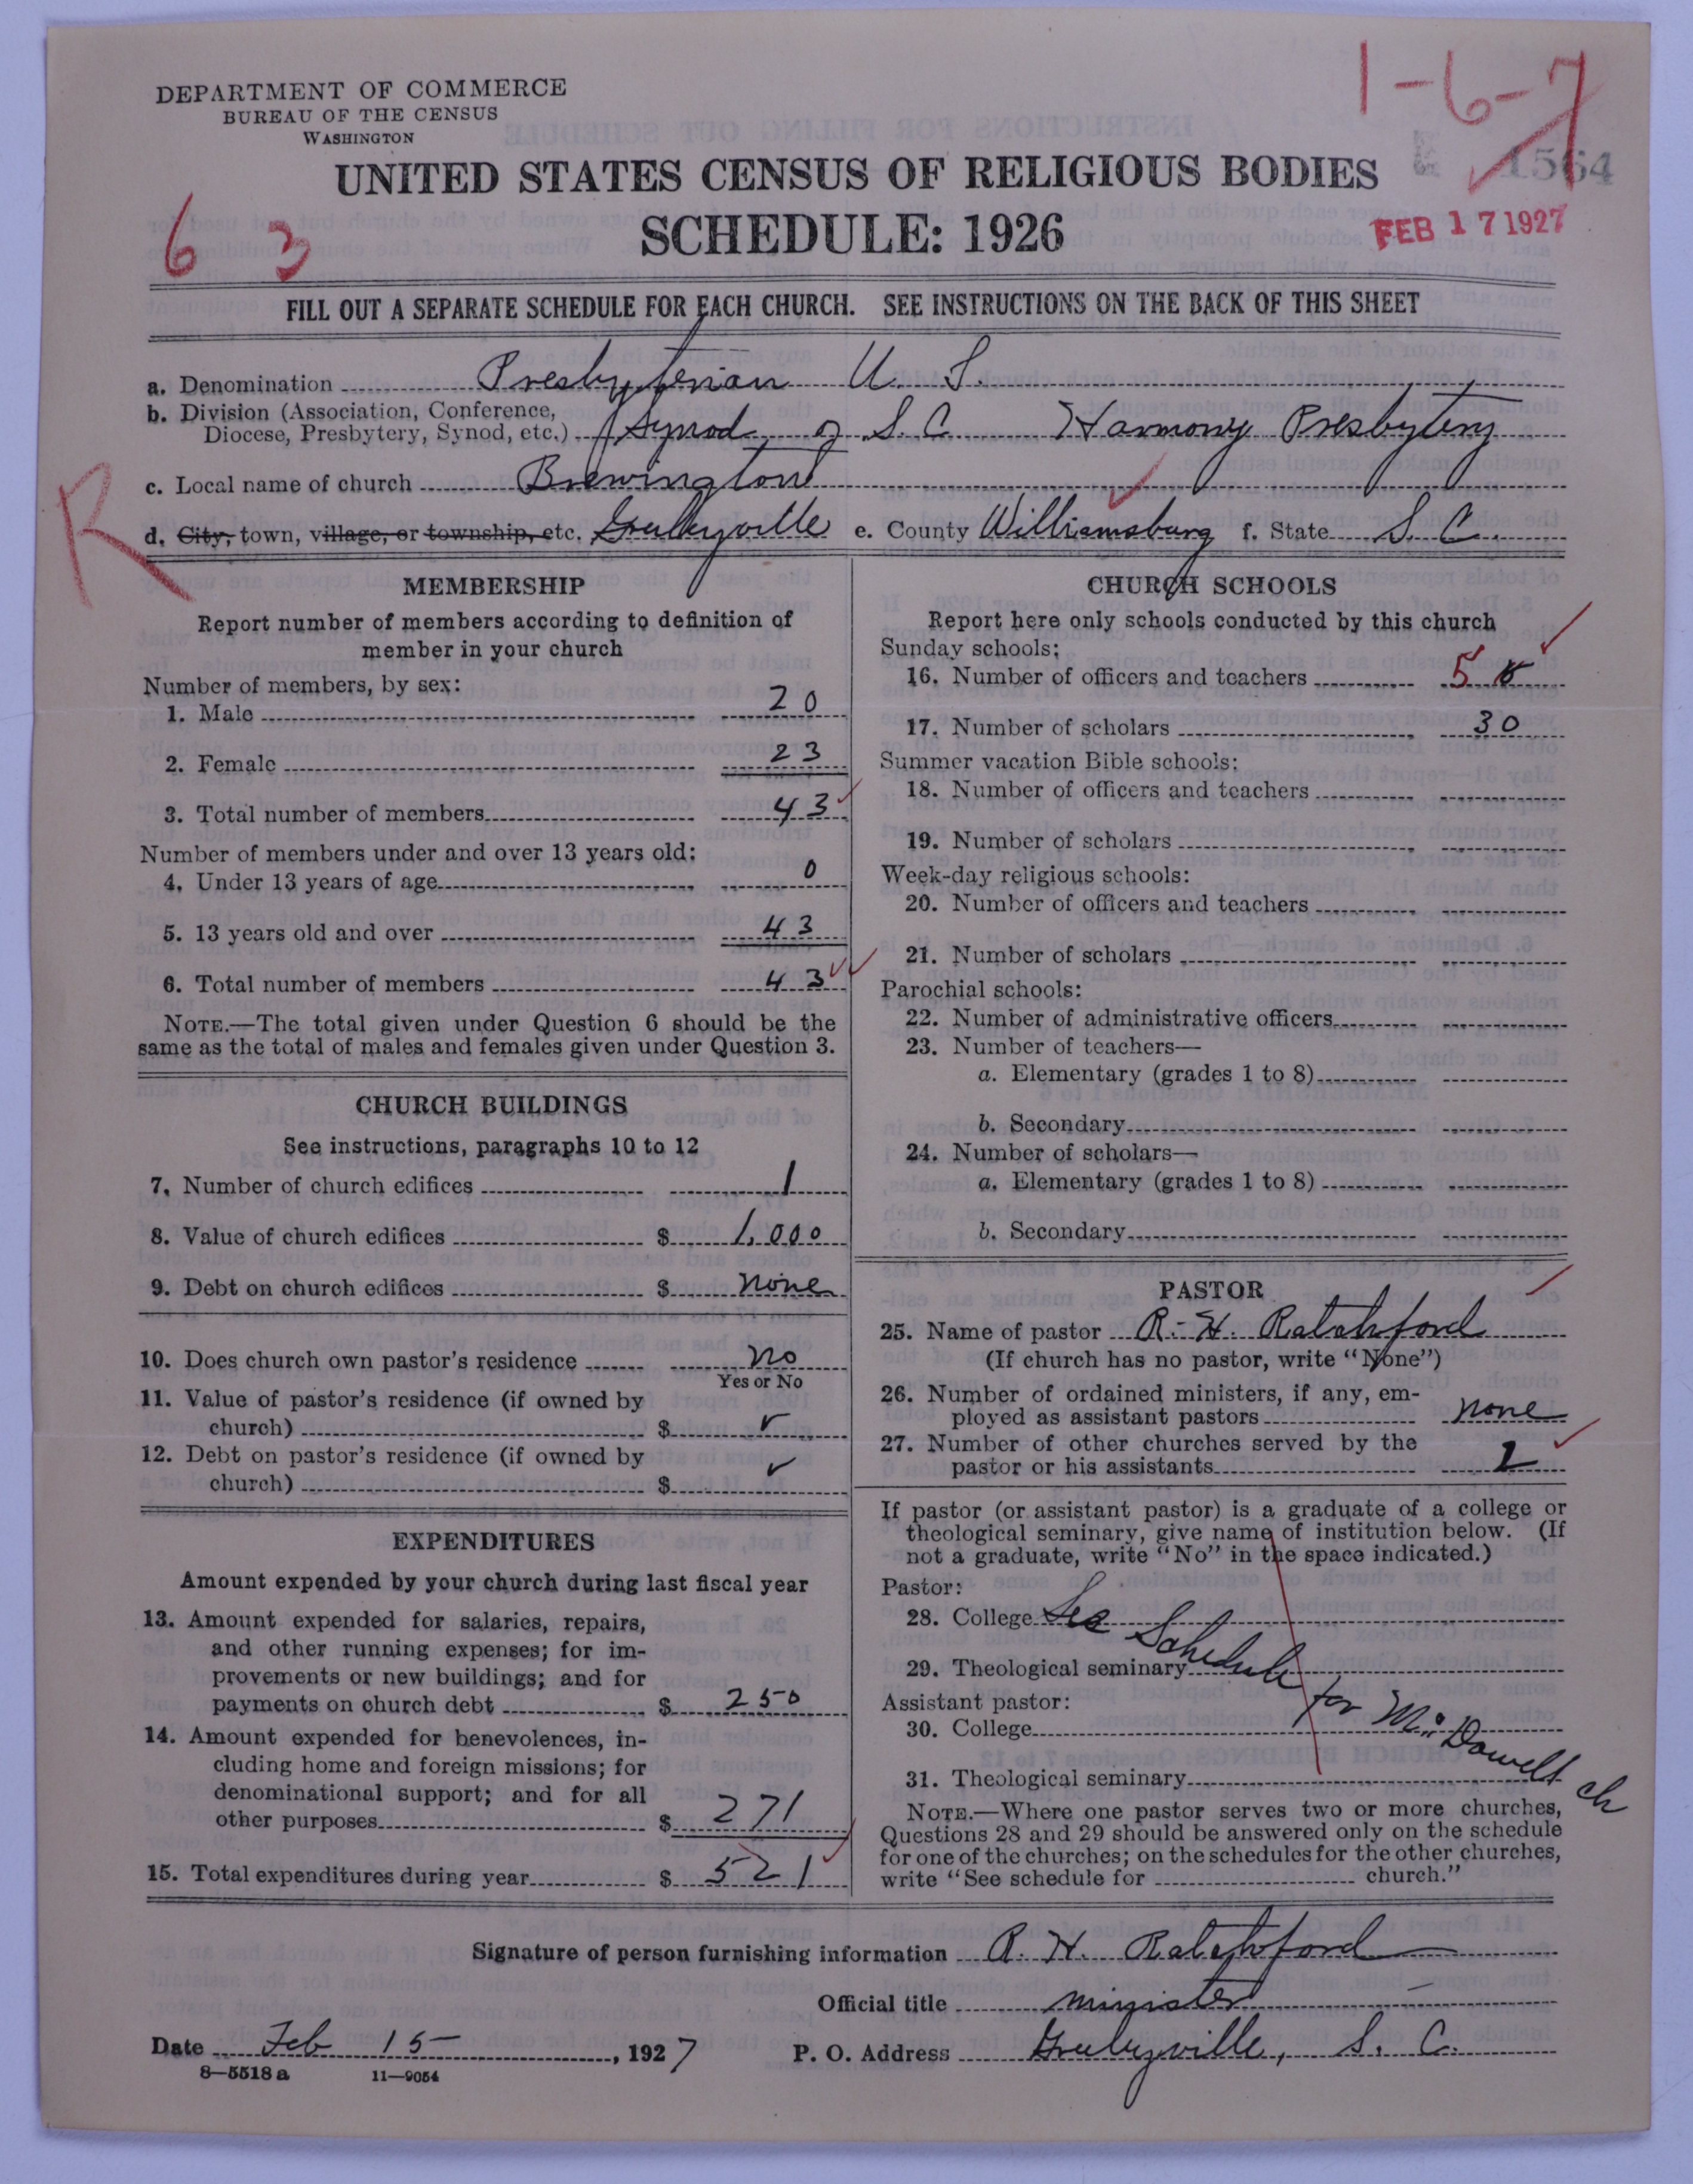 1-6-7
DEPARTMENT OF COMMERCE
BUREAU OF THE CENSUS
WASHINGTON
UNITED STATES CENSUS OF RELIGIOUS BODIES
1564
SCHEDULE: 1926
FEB 17 1927
6 3
FILL OUT A SEPARATE SCHEDULE FOR EACH CHURCH. SEE INSTRUCTIONS ON THE BACK OF THIS SHEET
a. Denomination Presbyterian U. S.
b. Division (Association, Conference,
Diocese, Presbytery, Synod, etc.) Synod of S. C. Harmony Presbytery
R
c. Local name of church Brewington
d. City, town, village, or township, etc. Greeleyville e. County Williamsburg f. State S. C.
MEMBERSHIP
Report number of members according to definition of
member in your church
Number of members, by sex:
1. Male 20
2. Female 23
3. Total number of members 43
Number of members under and over 13 years old:
4. Under 13 years of age 0
5. 13 years old and over 43
6. Total number of members 43
NOTE.—The total given under Question 6 should be the
same as the total of males and females given under Question 3.
CHURCH BUILDINGS
See instructions, paragraphs 10 to 12
7. Number of church edifices 1
8. Value of church edifices $ 1,000
9. Debt on church edifices $ none
10. Does church own pastor's residence no
Yes or No
11. Value of pastor's residence (if owned by
church) $
12. Debt on pastor's residence (if owned by
church) $
EXPENDITURES
Amount expended by your church during last fiscal year
13. Amount expended for salaries, repairs,
and other running expenses; for im-
provements or new buildings; and for
payments on church debt $ 250
14. Amount expended for benevolences, in-
cluding home and foreign missions; for
denominational support; and for all
other purposes $ 271
15. Total expenditures during year $ 521
CHURCH SCHOOLS
Report here only schools conducted by this church
Sunday schools:
16. Number of officers and teachers 5
17. Number of scholars 30
Summer vacation Bible schools:
18. Number of officers and teachers
19. Number of scholars
Week-day religious schools:
20. Number of officers and teachers
21. Number of scholars
Parochial schools:
22. Number of administrative officers
23. Number of teachers—
a. Elementary (grades 1 to 8)
b. Secondary
24. Number of scholars—
a. Elementary (grades 1 to 8)
b. Secondary
PASTOR
25. Name of pastor R. H. Ratchford
(If church has no pastor, write "None")
26. Number of ordained ministers, if any, em-
ployed as assistant pastors none
27. Number of other churches served by the
pastor or his assistants
If pastor (or assistant pastor) is a graduate of a college or
theological seminary, give name of institution below. (If
not a graduate, write "No" in the space indicated.)
Pastor:
28. College See Schedule for McDowell ch
29. Theological seminary
Assistant pastor:
30. College
31. Theological seminary
NOTE.—Where one pastor serves two or more churches,
Questions 28 and 29 should be answered only on the schedule
for one of the churches; on the schedules for the other churches,
write "See schedule for church."
Signature of person furnishing information R. H. Ratchford
Official title minister
Date Feb 15, 1927 P. O. Address Greeleyville, S. C.
8—5518a 11—9054